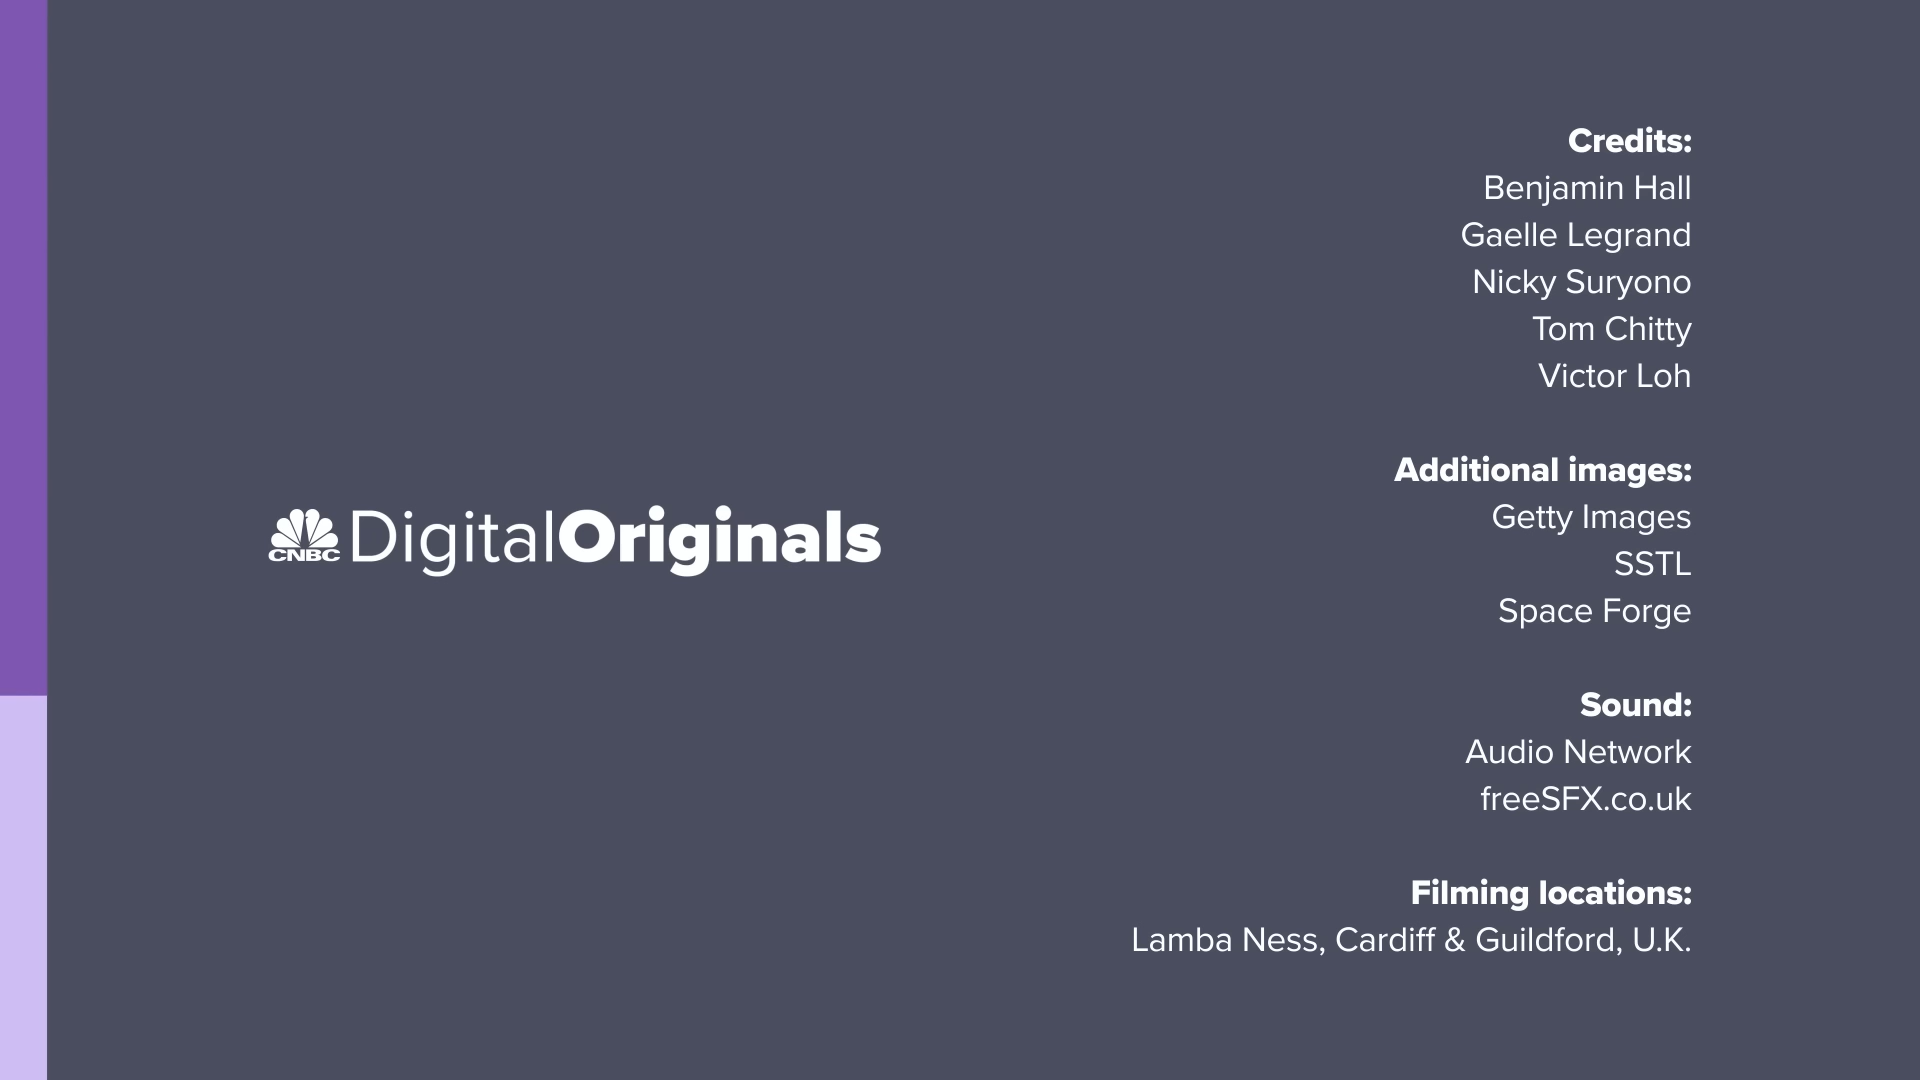 CNBC DigitalOriginals
Credits:
Benjamin Hall
Gaelle Legrand
Nicky Suryono
Tom Chitty
Victor Loh
Additional images:
Getty Images
SSTL
Space Forge
Sound:
Audio Network
freeSFX.co.uk
Filming locations:
Lamba Ness, Cardiff & Guildford, U.K.